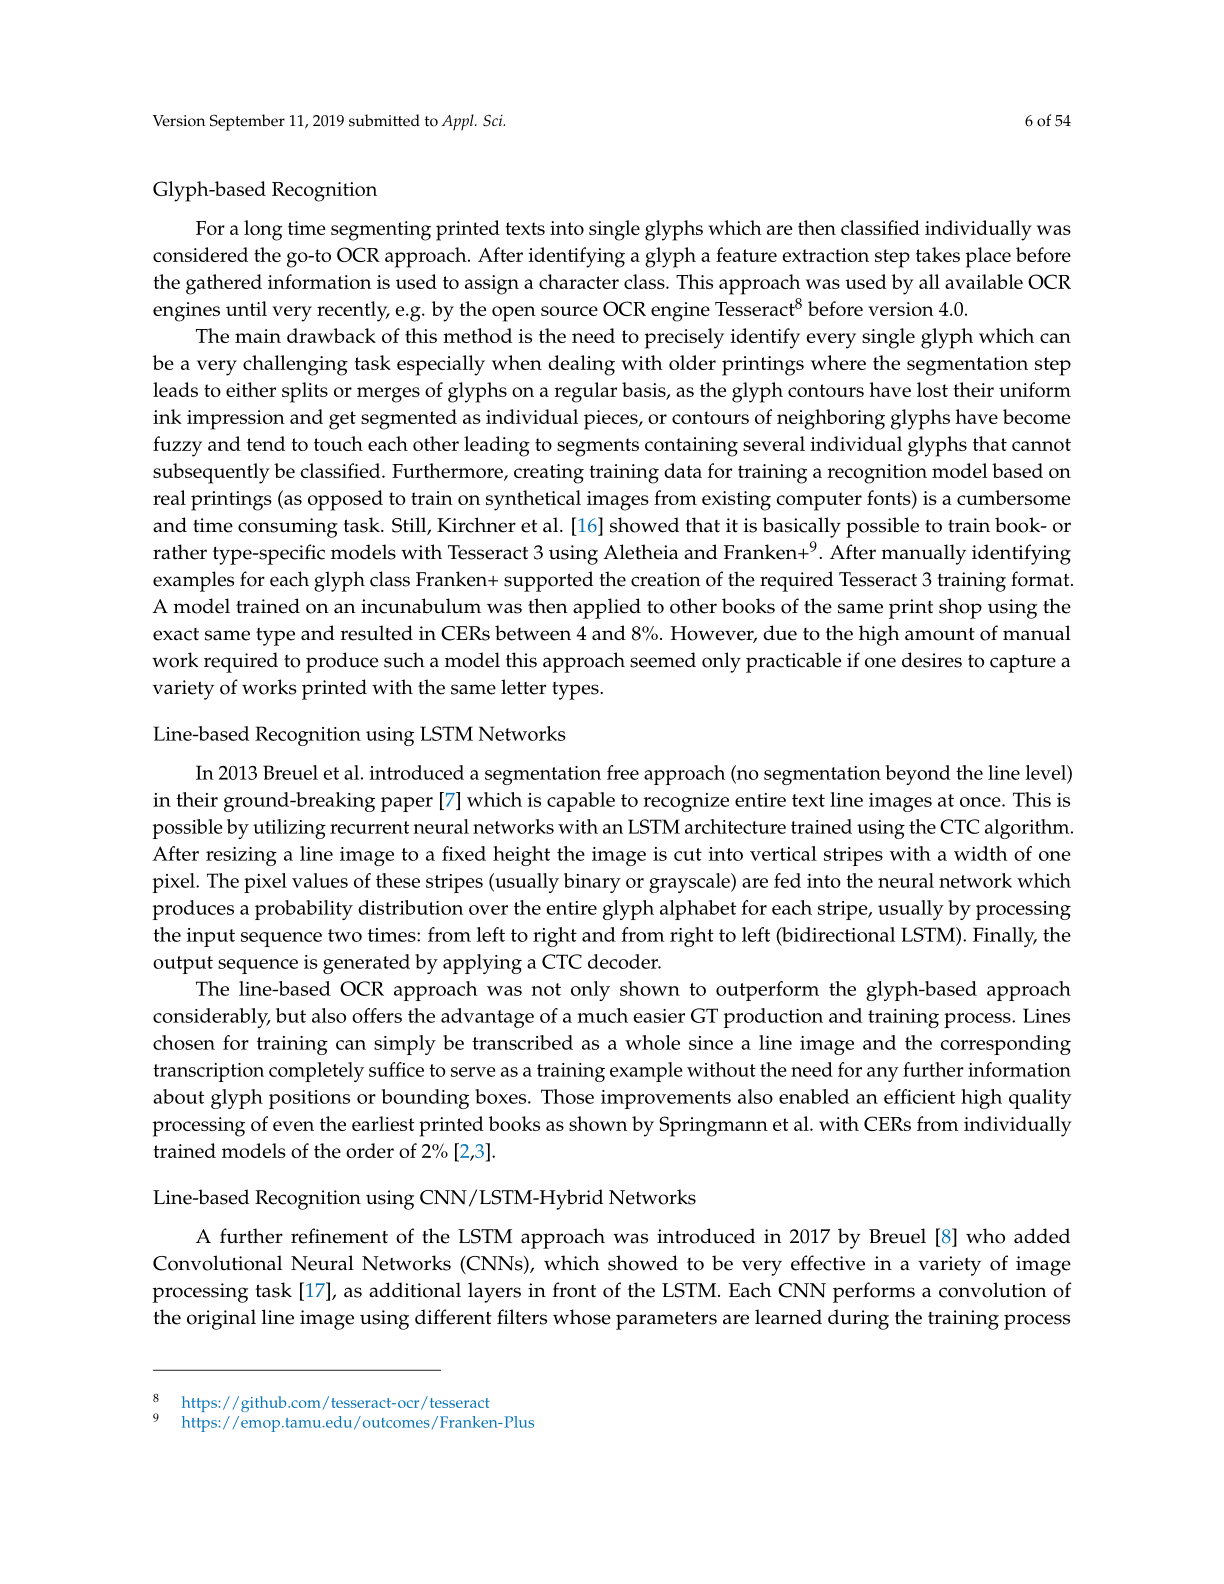 Version September 11, 2019 submitted to Appl. Sci.
6 of 54
Glyph-based Recognition
For a long time segmenting printed texts into single glyphs which are then classified individually was
considered the go-to OCR approach. After identifying a glyph a feature extraction step takes place before
the gathered information is used to assign a character class. This approach was used by all available OCR
engines until very recently, e.g. by the open source OCR engine Tesseract8 before version 4.0.
The main drawback of this method is the need to precisely identify every single glyph which can
be a very challenging task especially when dealing with older printings where the segmentation step
leads to either splits or merges of glyphs on a regular basis, as the glyph contours have lost their uniform
ink impression and get segmented as individual pieces, or contours of neighboring glyphs have become
fuzzy and tend to touch each other leading to segments containing several individual glyphs that cannot
subsequently be classified. Furthermore, creating training data for training a recognition model based on
real printings (as opposed to train on synthetical images from existing computer fonts) is a cumbersome
and time consuming task. Still, Kirchner et al. [16] showed that it is basically possible to train book- or
rather type-specific models with Tesseract 3 using Aletheia and Franken+9. After manually identifying
examples for each glyph class Franken+ supported the creation of the required Tesseract 3 training format.
A model trained on an incunabulum was then applied to other books of the same print shop using the
exact same type and resulted in CERs between 4 and 8%. However, due to the high amount of manual
work required to produce such a model this approach seemed only practicable if one desires to capture a
variety of works printed with the same letter types.
Line-based Recognition using LSTM Networks
In 2013 Breuel et al. introduced a segmentation free approach (no segmentation beyond the line level)
in their ground-breaking paper [7] which is capable to recognize entire text line images at once. This is
possible by utilizing recurrent neural networks with an LSTM architecture trained using the CTC algorithm.
After resizing a line image to a fixed height the image is cut into vertical stripes with a width of one
pixel. The pixel values of these stripes (usually binary or grayscale) are fed into the neural network which
produces a probability distribution over the entire glyph alphabet for each stripe, usually by processing
the input sequence two times: from left to right and from right to left (bidirectional LSTM). Finally, the
output sequence is generated by applying a CTC decoder.
The line-based OCR approach was not only shown to outperform the glyph-based approach
considerably, but also offers the advantage of a much easier GT production and training process. Lines
chosen for training can simply be transcribed as a whole since a line image and the corresponding
transcription completely suffice to serve as a training example without the need for any further information
about glyph positions or bounding boxes. Those improvements also enabled an efficient high quality
processing of even the earliest printed books as shown by Springmann et al. with CERs from individually
trained models of the order of 2% [2,3].
Line-based Recognition using CNN/LSTM-Hybrid Networks
A further refinement of the LSTM approach was introduced in 2017 by Breuel [8] who added
Convolutional Neural Networks (CNNs), which showed to be very effective in a variety of image
processing task [17], as additional layers in front of the LSTM. Each CNN performs a convolution of
the original line image using different filters whose parameters are learned during the training process
8 https://github.com/tesseract-ocr/tesseract
9 https://emop.tamu.edu/outcomes/Franken-Plus